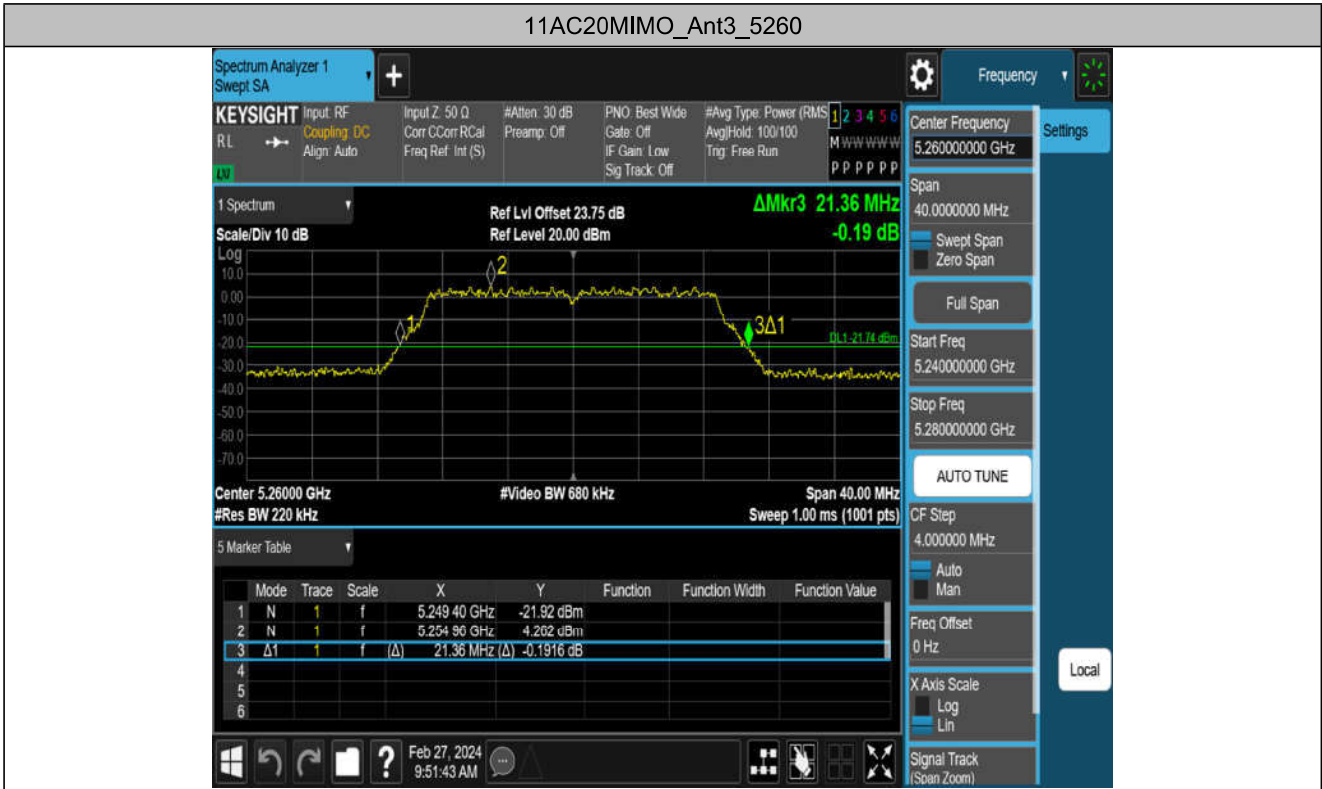 11AC20MIMO_Ant3_5260
Spectrum Analyzer 1
Swept SA
+
Frequency
KEYSIGHT
RL
LXI
Input: RF
Coupling: DC
Align: Auto
Input Z: 50 Ω
Corr CCorr RCal
Freq Ref: Int (S)
#Atten: 30 dB
Preamp: Off
PNO: Best Wide
Gate: Off
IF Gain: Low
Sig Track: Off
#Avg Type: Power (RMS
Avg|Hold: 100/100
Trig: Free Run
1 2 3 4 5 6
M W W W W W
P P P P P P
1 Spectrum
Scale/Div 10 dB
Ref Lvl Offset 23.75 dB
Ref Level 20.00 dBm
ΔMkr3 21.36 MHz
-0.19 dB
Log
10.0
0.00
-10.0
-20.0
-30.0
-40.0
-50.0
-60.0
-70.0
1
2
3Δ1
DL1 -21.74 dBm
Center 5.26000 GHz
#Video BW 680 kHz
Span 40.00 MHz
#Res BW 220 kHz
Sweep 1.00 ms (1001 pts)
5 Marker Table
Mode Trace Scale X Y Function Function Width Function Value
1 N 1 f 5.249 40 GHz -21.92 dBm
2 N 1 f 5.254 96 GHz 4.262 dBm
3 Δ1 1 f (Δ) 21.36 MHz (Δ) -0.1916 dB
4
5
6
Feb 27, 2024
9:51:43 AM
?
Center Frequency
5.260000000 GHz
Settings
Span
40.0000000 MHz
Swept Span
Zero Span
Full Span
Start Freq
5.240000000 GHz
Stop Freq
5.280000000 GHz
AUTO TUNE
CF Step
4.000000 MHz
Auto
Man
Freq Offset
0 Hz
Local
X Axis Scale
Log
Lin
Signal Track
(Span Zoom)